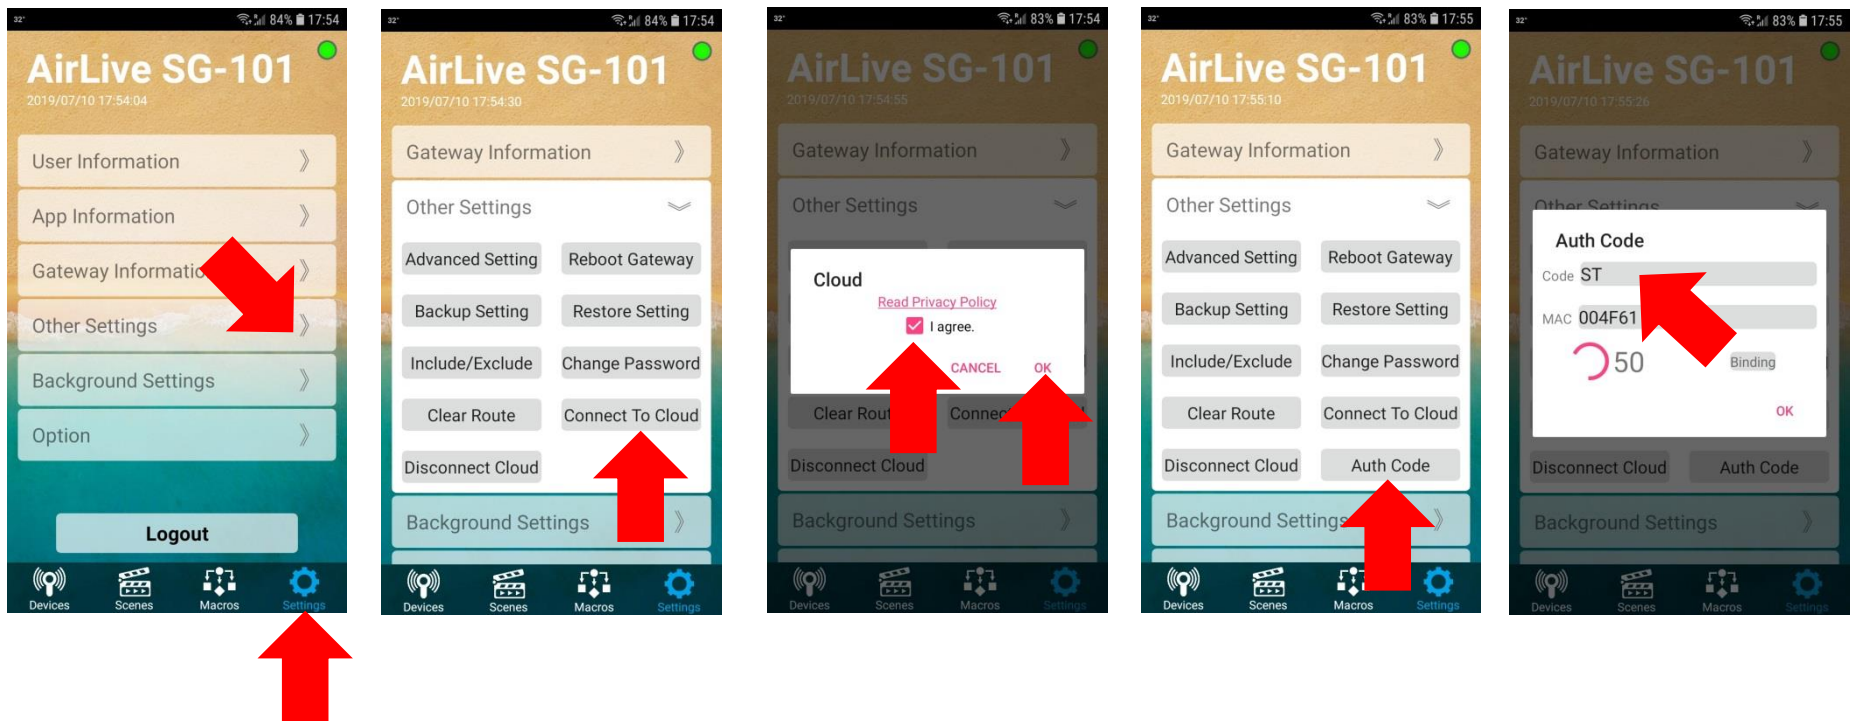 32°
84% 17:54
AirLive SG-101
2019/07/10 17:54:04
User Information
App Information
Gateway Informatic
Other Settings
Background Settings
Option
Logout
Devices Scenes Macros Settings
32°
84% 17:54
AirLive SG-101
2019/07/10 17:54:30
Gateway Information
Other Settings
Advanced Setting Reboot Gateway
Backup Setting Restore Setting
Include/Exclude Change Password
Clear Route Connect To Cloud
Disconnect Cloud
Background Settings
Devices Scenes Macros Settings
32°
83% 17:54
AirLive SG-101
2019/07/10 17:54:55
Gateway Information
Other Settings
Cloud
Read Privacy Policy
I agree.
CANCEL OK
Clear Rout Connec
Disconnect Cloud
Background Settings
Devices Scenes Macros Settings
32°
83% 17:55
AirLive SG-101
2019/07/10 17:55:10
Gateway Information
Other Settings
Advanced Setting Reboot Gateway
Backup Setting Restore Setting
Include/Exclude Change Password
Clear Route Connect To Cloud
Disconnect Cloud Auth Code
Background Settings
Devices Scenes Macros Settings
32°
83% 17:55
AirLive SG-101
2019/07/10 17:55:26
Gateway Information
Other Settings
Auth Code
Code ST
MAC 004F61
50 Binding
OK
Disconnect Cloud Auth Code
Background Settings
Devices Scenes Macros Settings